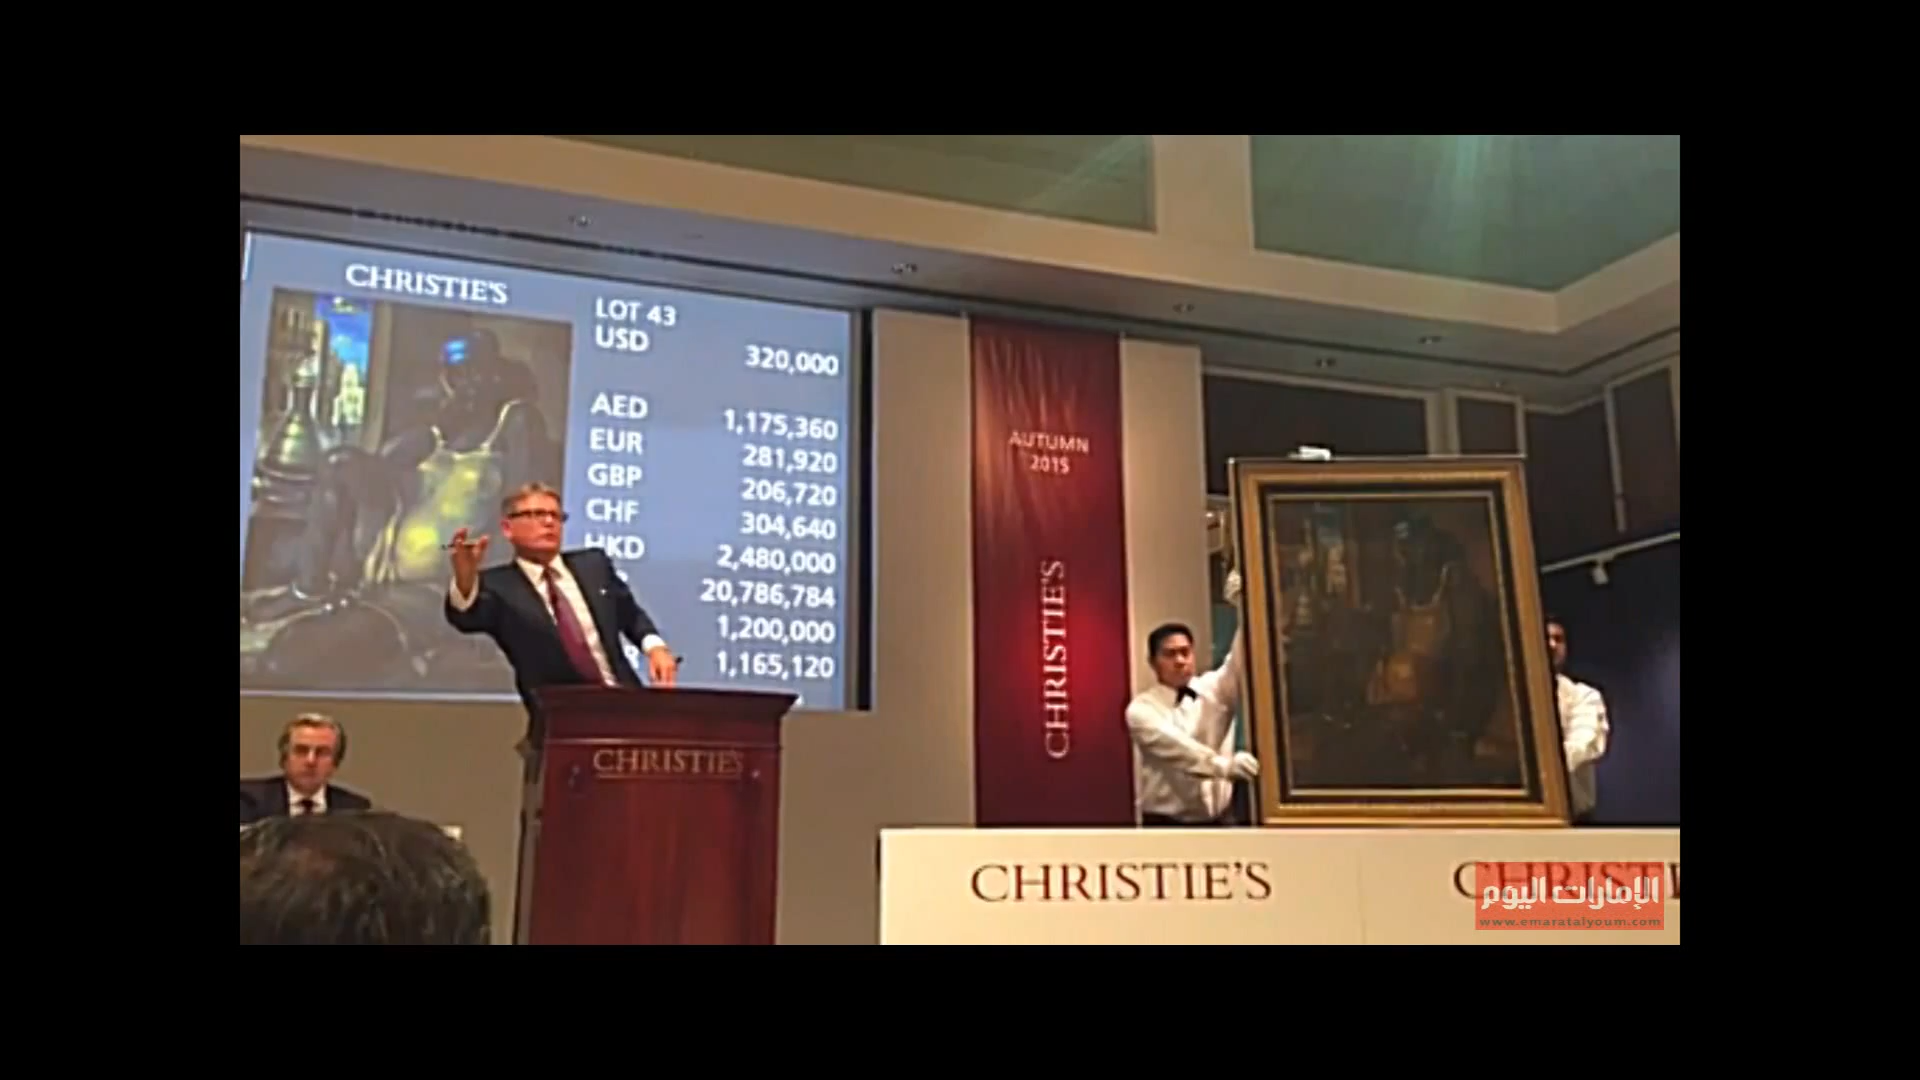 CHRISTIE'S
LOT 43
USD 320,000
AED 1,175,360
EUR 281,920
GBP 206,720
CHF 304,640
HKD 2,480,000
20,786,784
1,200,000
1,165,120
CHRISTIE'S
AUTUMN
2015
CHRISTIE'S
CHRISTIE'S
CHRISTI
الإمارات اليوم
www.emaratalyoum.com